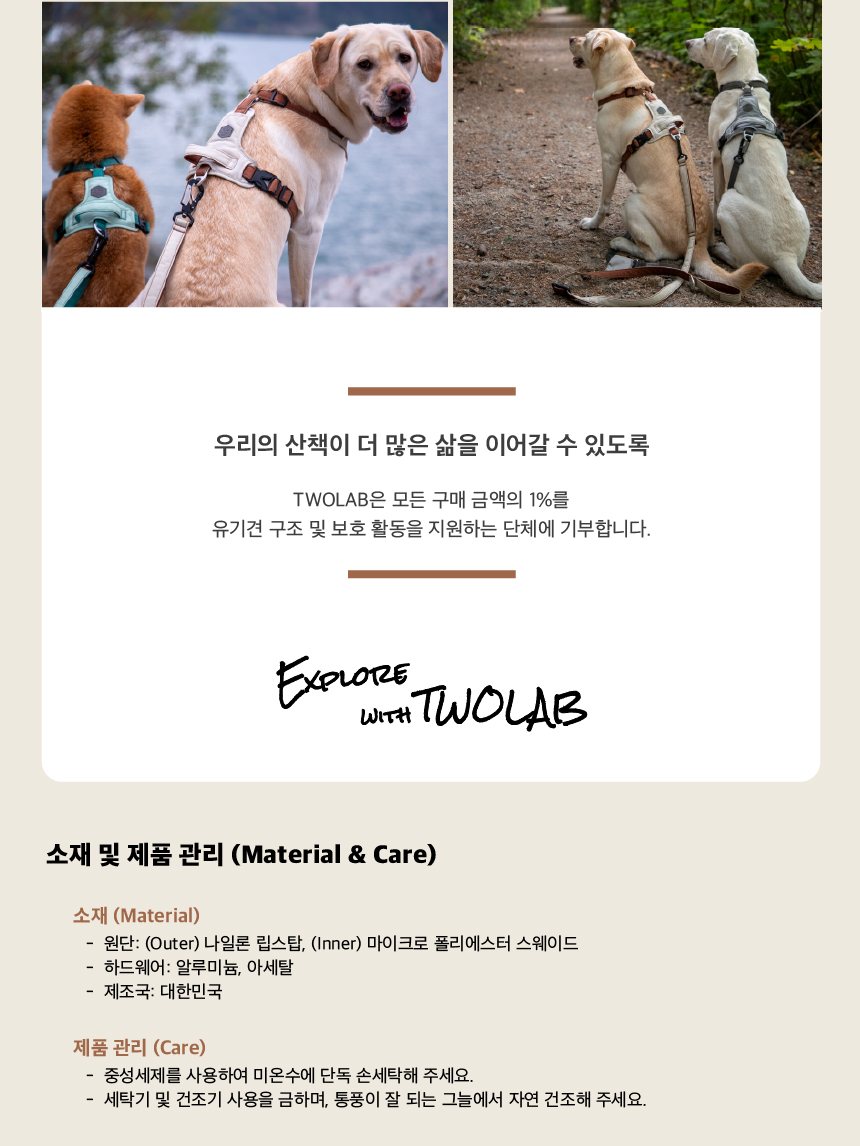 우리의 산책이 더 많은 삶을 이어갈 수 있도록
TWOLAB은 모든 구매 금액의 1%를
유기견 구조 및 보호 활동을 지원하는 단체에 기부합니다.
EXPLORE
WITH TWOLAB
소재 및 제품 관리 (Material & Care)
소재 (Material)
- 원단: (Outer) 나일론 립스탑, (Inner) 마이크로 폴리에스터 스웨이드
- 하드웨어: 알루미늄, 아세탈
- 제조국: 대한민국
제품 관리 (Care)
- 중성세제를 사용하여 미온수에 단독 손세탁해 주세요.
- 세탁기 및 건조기 사용을 금하며, 통풍이 잘 되는 그늘에서 자연 건조해 주세요.